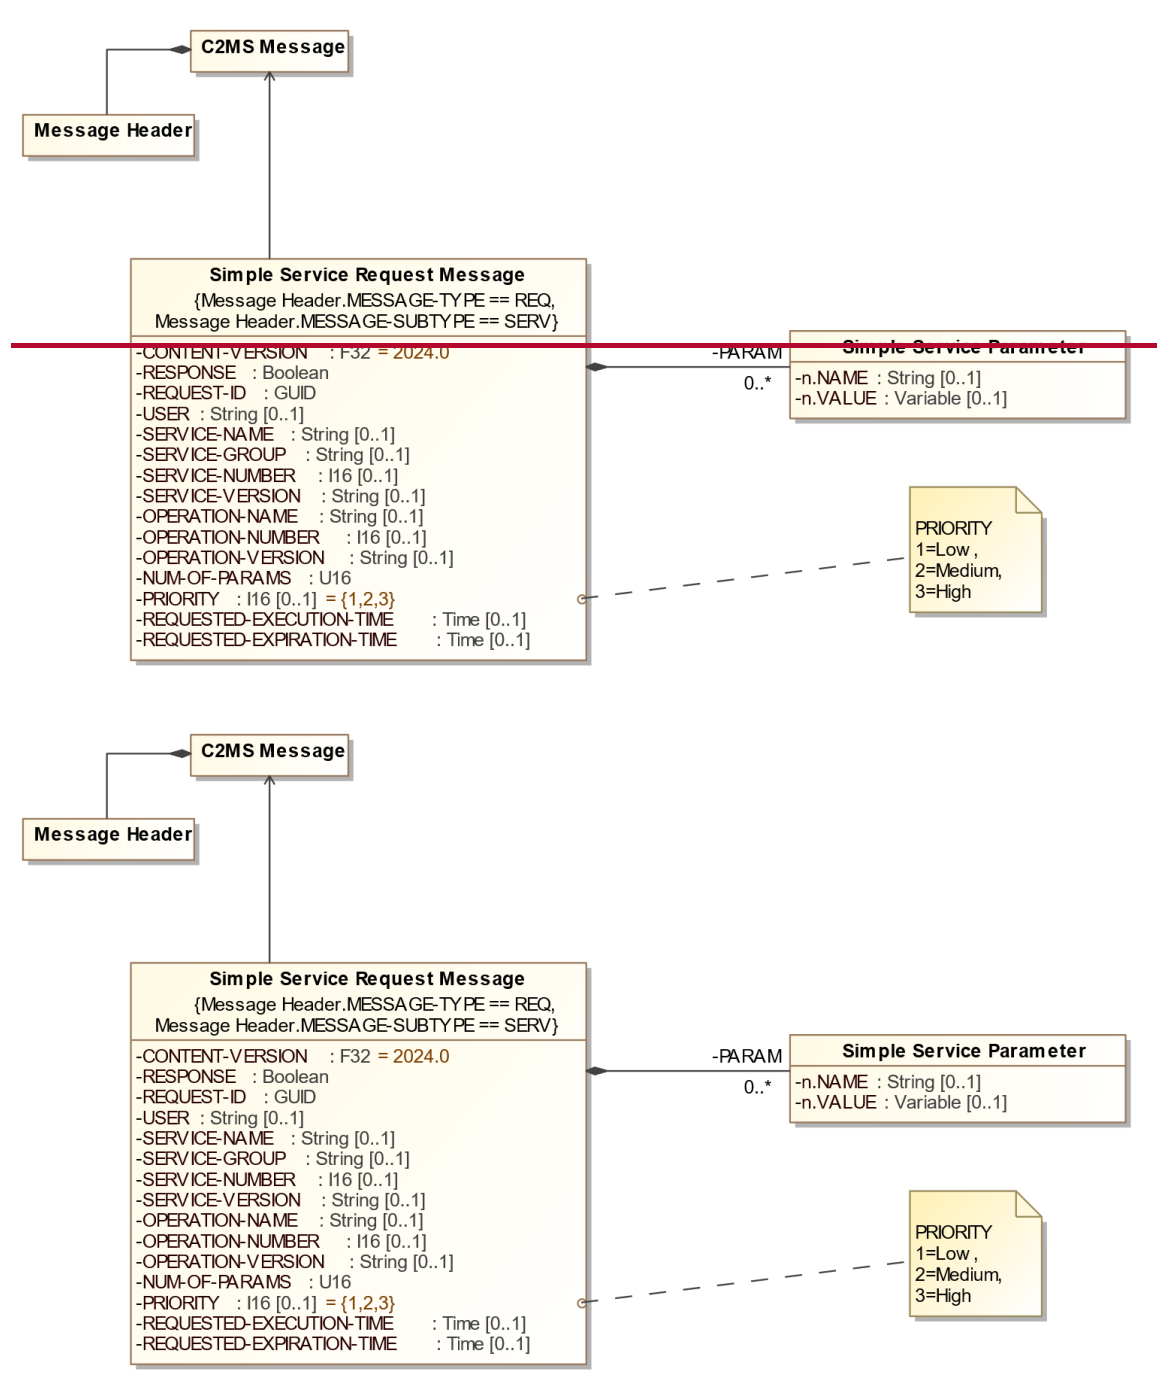 C2MS Message
Message Header
Simple Service Request Message
{Message Header.MESSAGE-TYPE == REQ,
Message Header.MESSAGE-SUBTYPE == SERV}
-CONTENT-VERSION : F32 = 2024.0
-RESPONSE : Boolean
-REQUEST-ID : GUID
-USER : String [0..1]
-SERVICE-NAME : String [0..1]
-SERVICE-GROUP : String [0..1]
-SERVICE-NUMBER : I16 [0..1]
-SERVICE-VERSION : String [0..1]
-OPERATION-NAME : String [0..1]
-OPERATION-NUMBER : I16 [0..1]
-OPERATION-VERSION : String [0..1]
-NUM-OF-PARAMS : U16
-PRIORITY : I16 [0..1] = {1,2,3}
-REQUESTED-EXECUTION-TIME : Time [0..1]
-REQUESTED-EXPIRATION-TIME : Time [0..1]
-PARAM
0..*
Simple Service Parameter
-n.NAME : String [0..1]
-n.VALUE : Variable [0..1]
PRIORITY
1=Low ,
2=Medium,
3=High
C2MS Message
Message Header
Simple Service Request Message
{Message Header.MESSAGE-TYPE == REQ,
Message Header.MESSAGE-SUBTYPE == SERV}
-CONTENT-VERSION : F32 = 2024.0
-RESPONSE : Boolean
-REQUEST-ID : GUID
-USER : String [0..1]
-SERVICE-NAME : String [0..1]
-SERVICE-GROUP : String [0..1]
-SERVICE-NUMBER : I16 [0..1]
-SERVICE-VERSION : String [0..1]
-OPERATION-NAME : String [0..1]
-OPERATION-NUMBER : I16 [0..1]
-OPERATION-VERSION : String [0..1]
-NUM-OF-PARAMS : U16
-PRIORITY : I16 [0..1] = {1,2,3}
-REQUESTED-EXECUTION-TIME : Time [0..1]
-REQUESTED-EXPIRATION-TIME : Time [0..1]
-PARAM
0..*
Simple Service Parameter
-n.NAME : String [0..1]
-n.VALUE : Variable [0..1]
PRIORITY
1=Low ,
2=Medium,
3=High